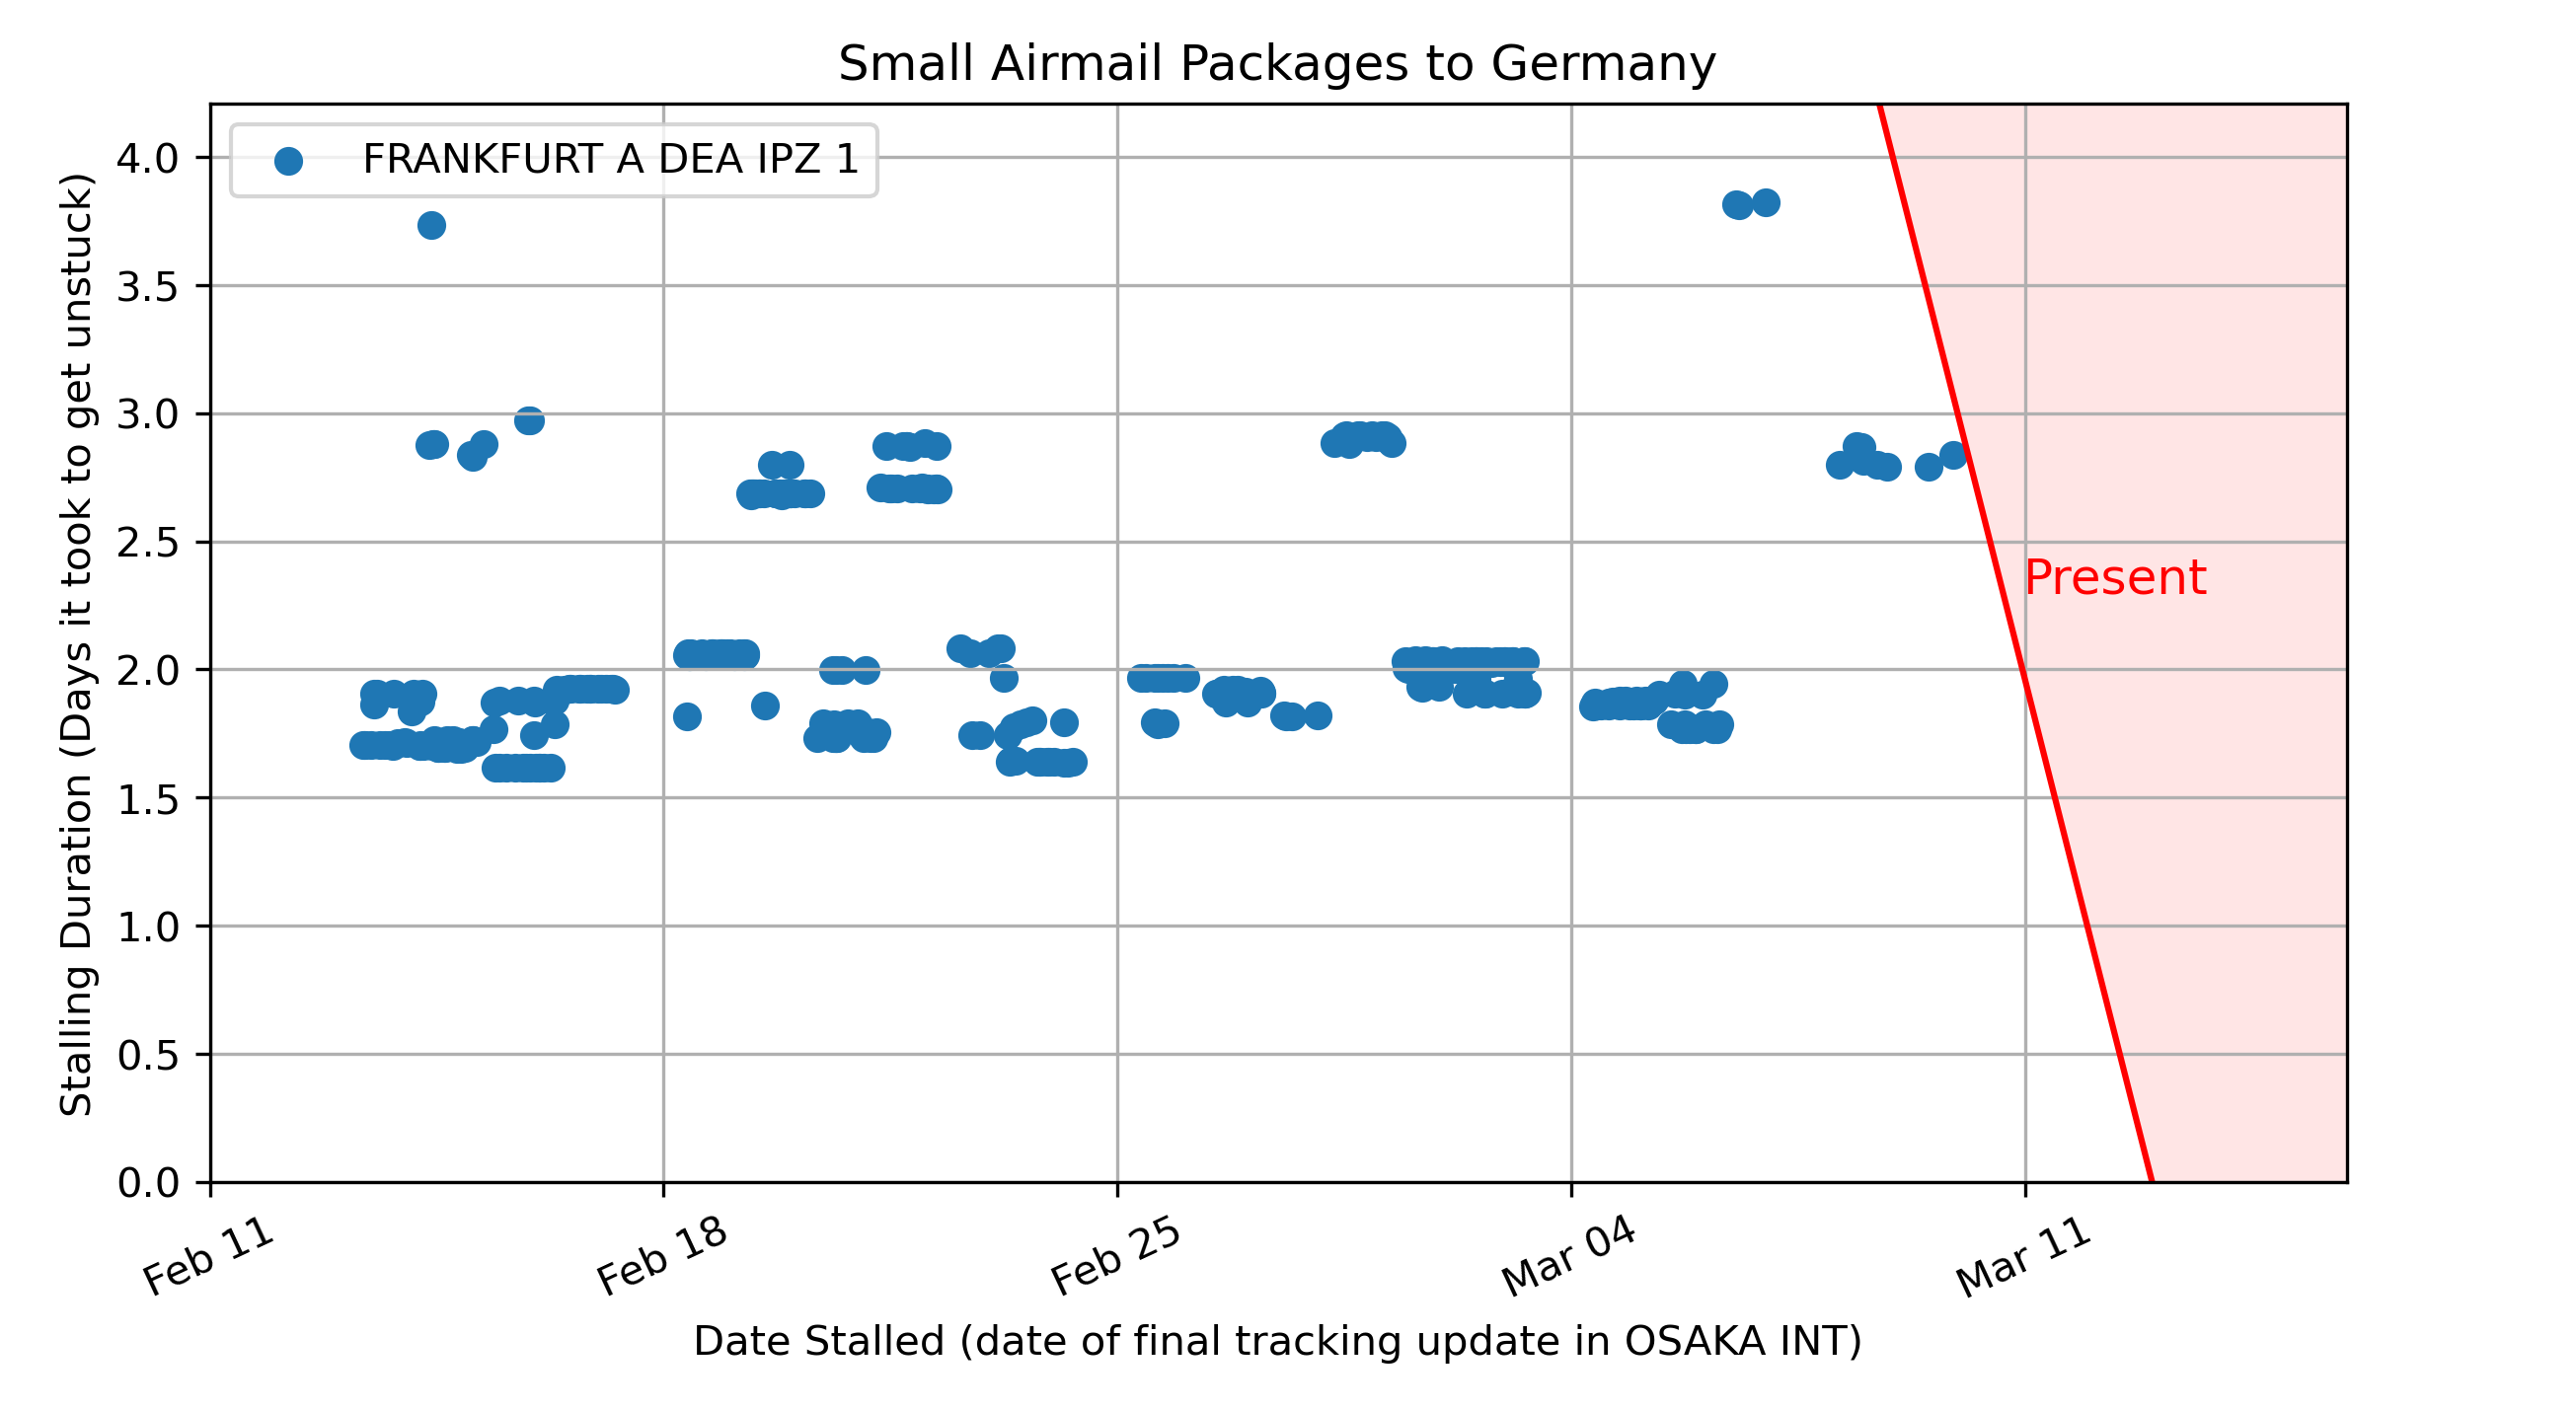 Small Airmail Packages to Germany
FRANKFURT A DEA IPZ 1
Stalling Duration (Days it took to get unstuck)
4.0
3.5
3.0
2.5
2.0
1.5
1.0
0.5
0.0
Present
Feb 11
Feb 18
Feb 25
Mar 04
Mar 11
Date Stalled (date of final tracking update in OSAKA INT)